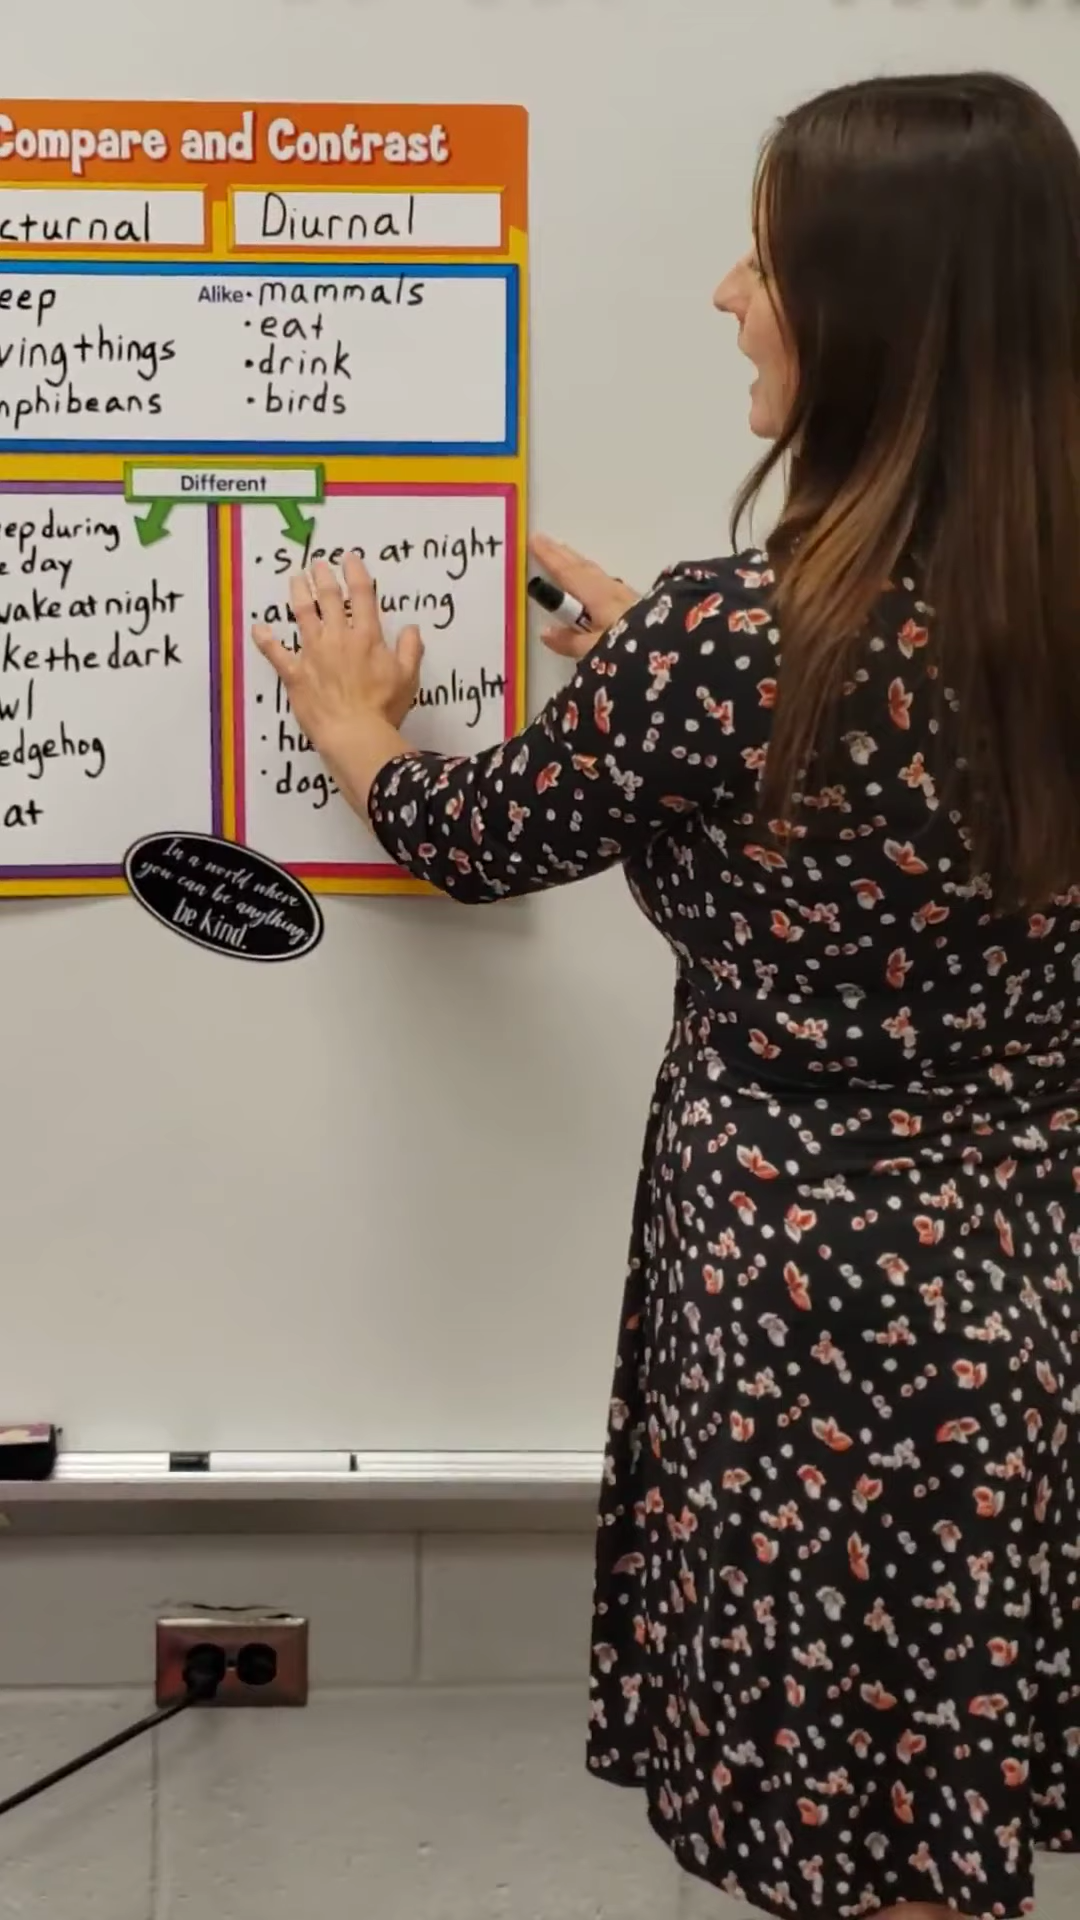 Compare and Contrast
cturnal
Diurnal
eep
ving things
mphibeans
Alike • mammals
• eat
• drink
• birds
Different
ep during
e day
wake at night
ke the dark
wl
edgehog
at
• sleep at night
• during
• sunlight
• dogs
In a world where
you can be anything,
be kind.